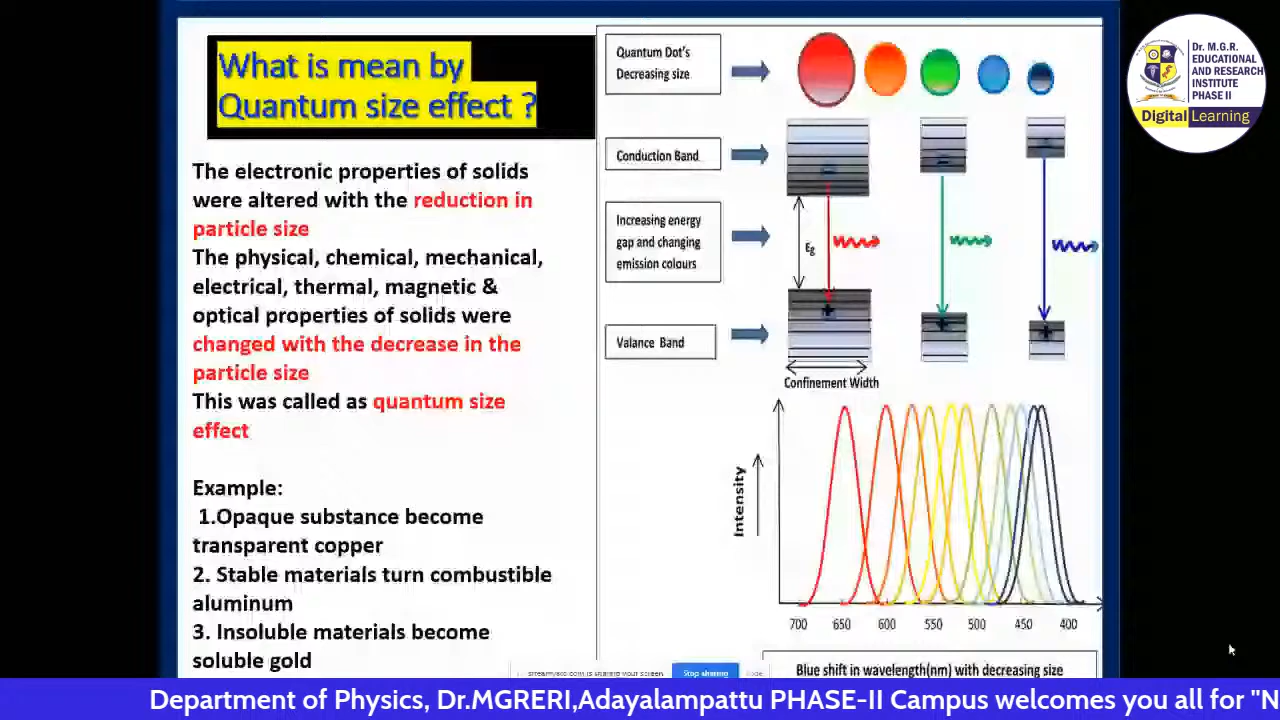 What is mean by
Quantum size effect ?
The electronic properties of solids
were altered with the reduction in
particle size
The physical, chemical, mechanical,
electrical, thermal, magnetic &
optical properties of solids were
changed with the decrease in the
particle size
This was called as quantum size
effect
Example:
1.Opaque substance become
transparent copper
2. Stable materials turn combustible
aluminum
3. Insoluble materials become
soluble gold
Quantum Dot's
Decreasing size
Conduction Band
Increasing energy
gap and changing
emission colours
Eg
Valance Band
Confinement Width
Intensity
700 650 600 550 500 450 400
Blue shift in wavelength(nm) with decreasing size
is sharing your screen
Stop sharing
Dr. M.G.R.
EDUCATIONAL
AND RESEARCH
INSTITUTE
PHASE II
Digital Learning
Department of Physics, Dr.MGRERI,Adayalampattu PHASE-II Campus welcomes you all for "N